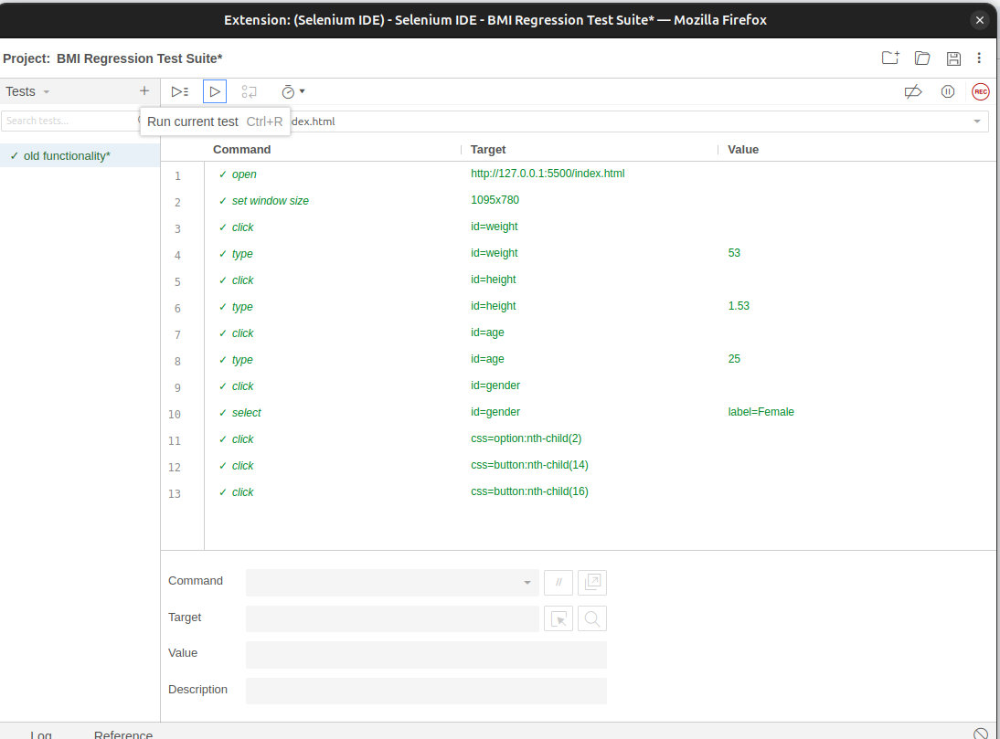 Extension: (Selenium IDE) - Selenium IDE - BMI Regression Test Suite* — Mozilla Firefox
Project: BMI Regression Test Suite*
Tests
REC
Search tests...
Run current test Ctrl+R
dex.html
Command Target Value
✓ old functionality*
1 ✓ open http://127.0.0.1:5500/index.html
2 ✓ set window size 1095x780
3 ✓ click id=weight
4 ✓ type id=weight 53
5 ✓ click id=height
6 ✓ type id=height 1.53
7 ✓ click id=age
8 ✓ type id=age 25
9 ✓ click id=gender
10 ✓ select id=gender label=Female
11 ✓ click css=option:nth-child(2)
12 ✓ click css=button:nth-child(14)
13 ✓ click css=button:nth-child(16)
Command //
Target
Value
Description
Log Reference